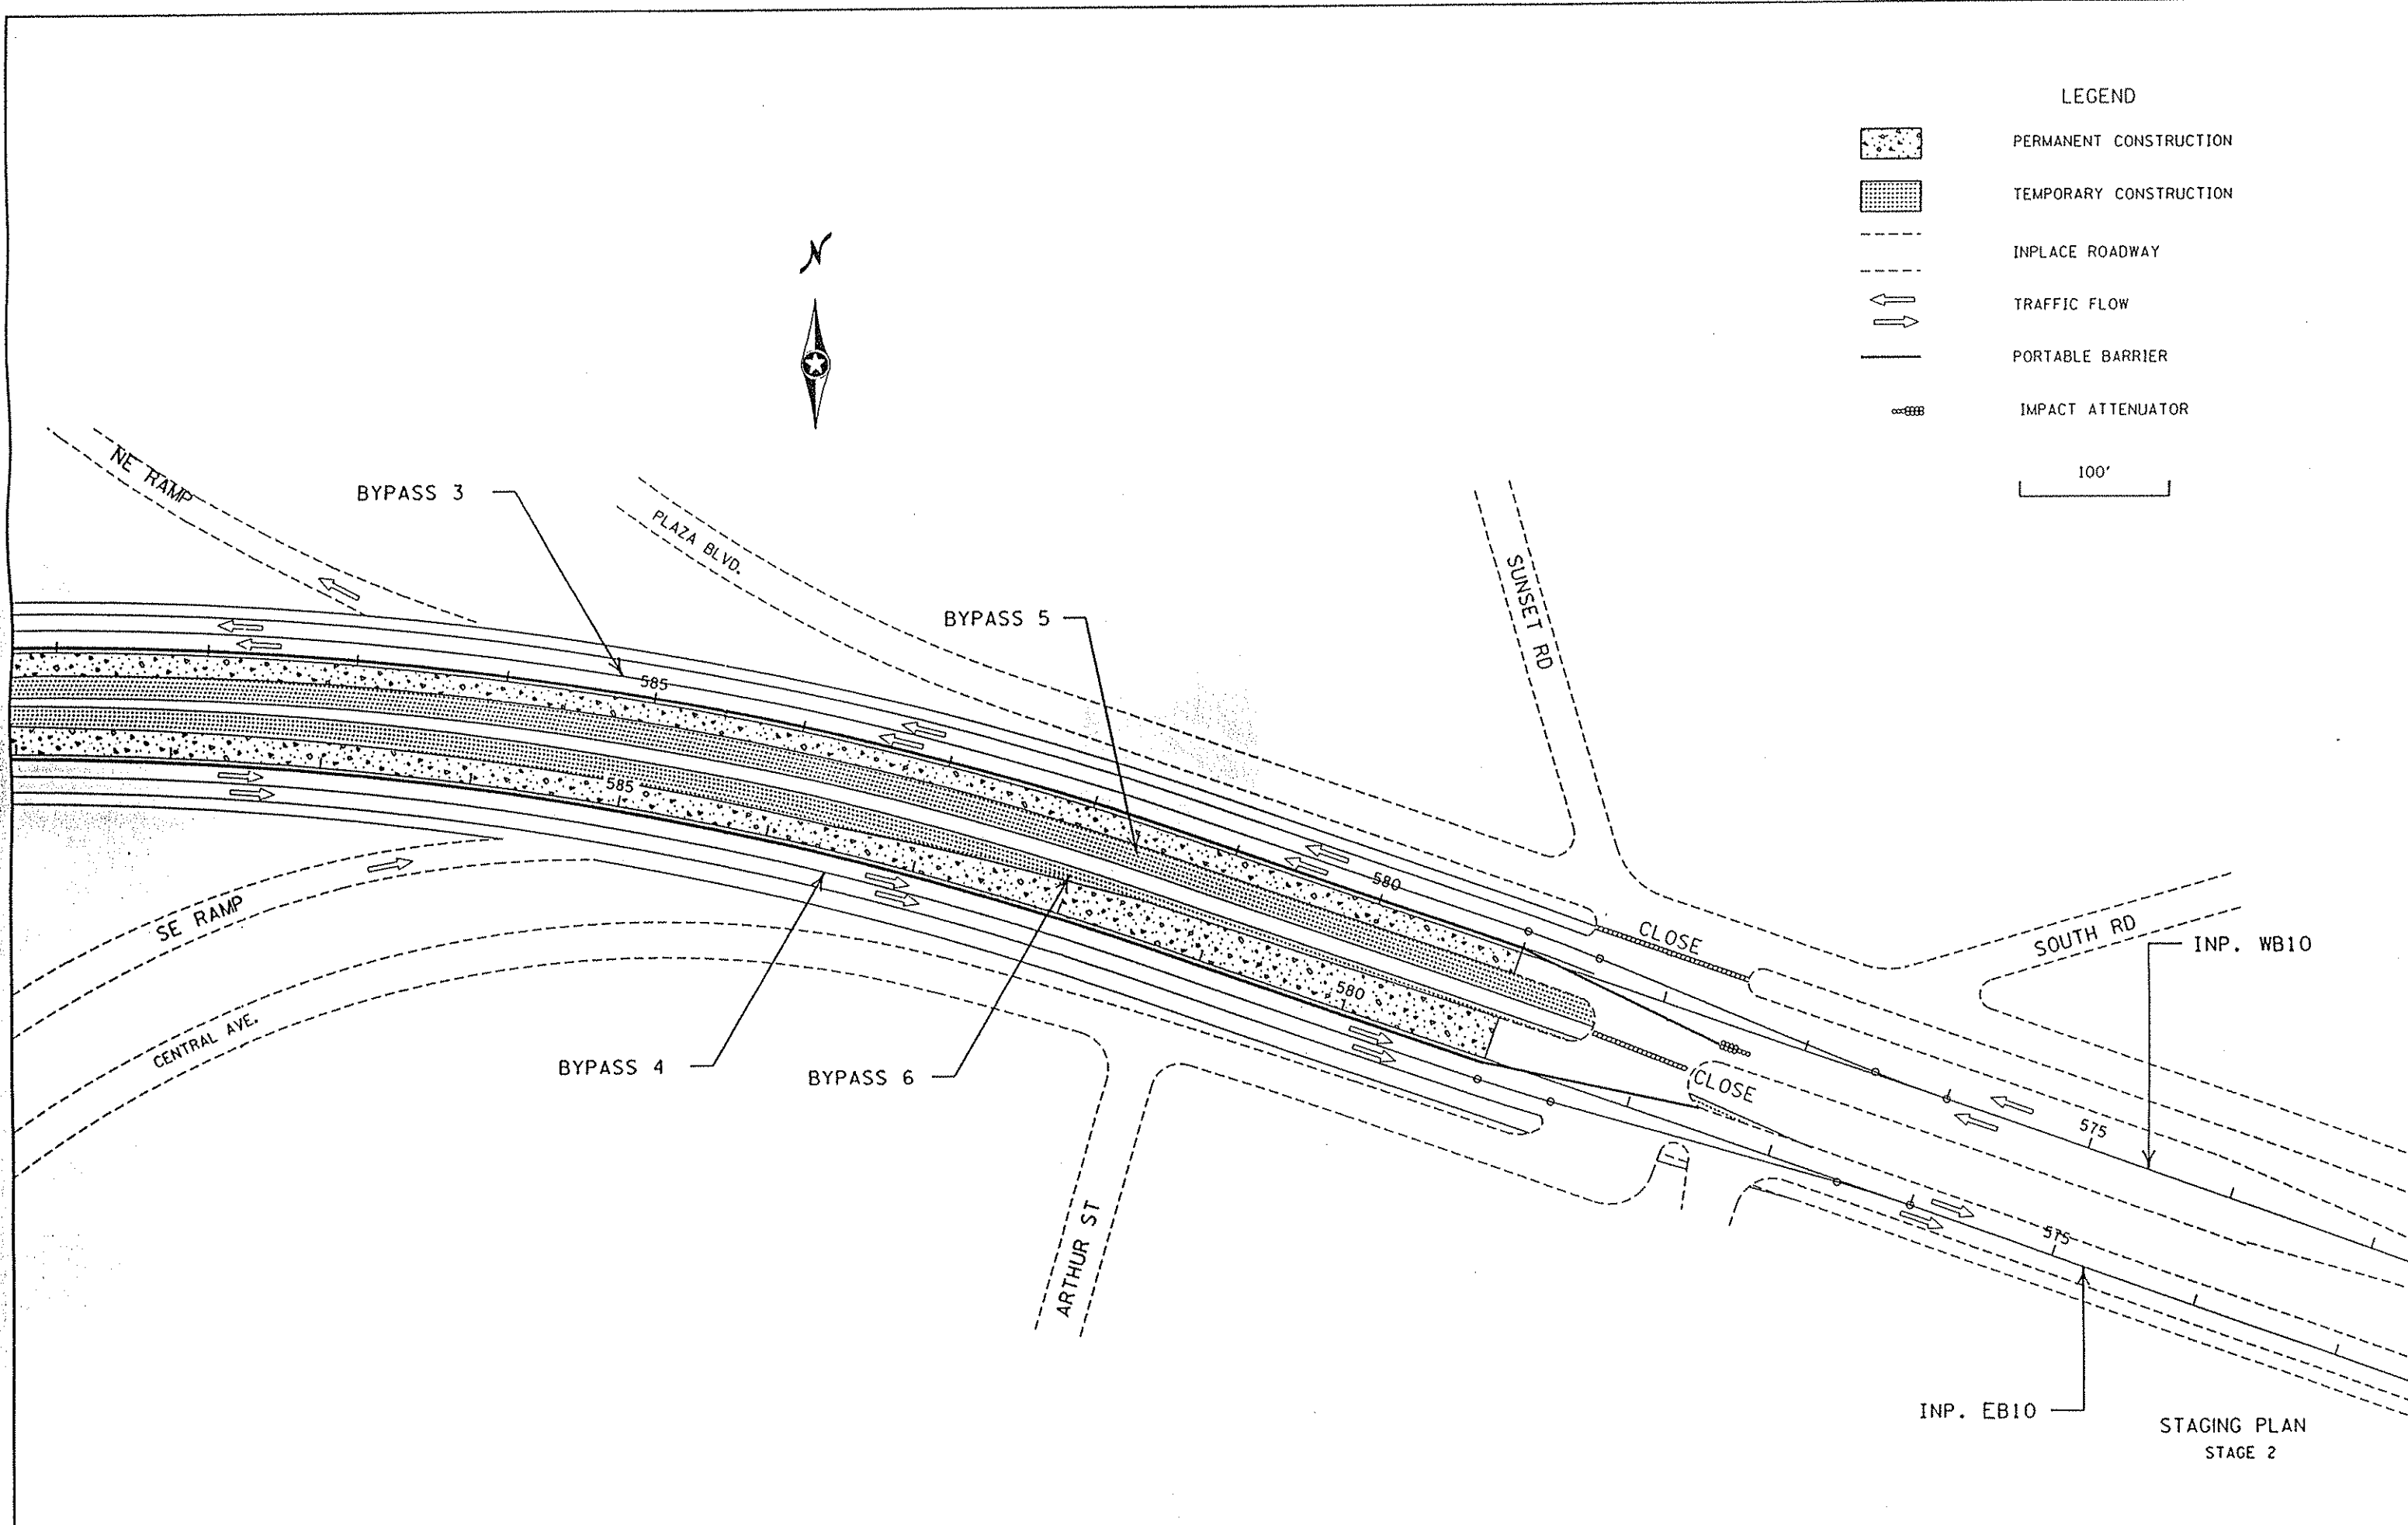 LEGEND
PERMANENT CONSTRUCTION
TEMPORARY CONSTRUCTION
INPLACE ROADWAY
TRAFFIC FLOW
PORTABLE BARRIER
IMPACT ATTENUATOR
100'
N
NE RAMP
BYPASS 3
PLAZA BLVD.
BYPASS 5
SUNSET RD
585
585
580
CLOSE
SOUTH RD
INP. WB10
SE RAMP
CENTRAL AVE.
580
BYPASS 4
BYPASS 6
CLOSE
575
575
ARTHUR ST
INP. EB10
STAGING PLAN
STAGE 2